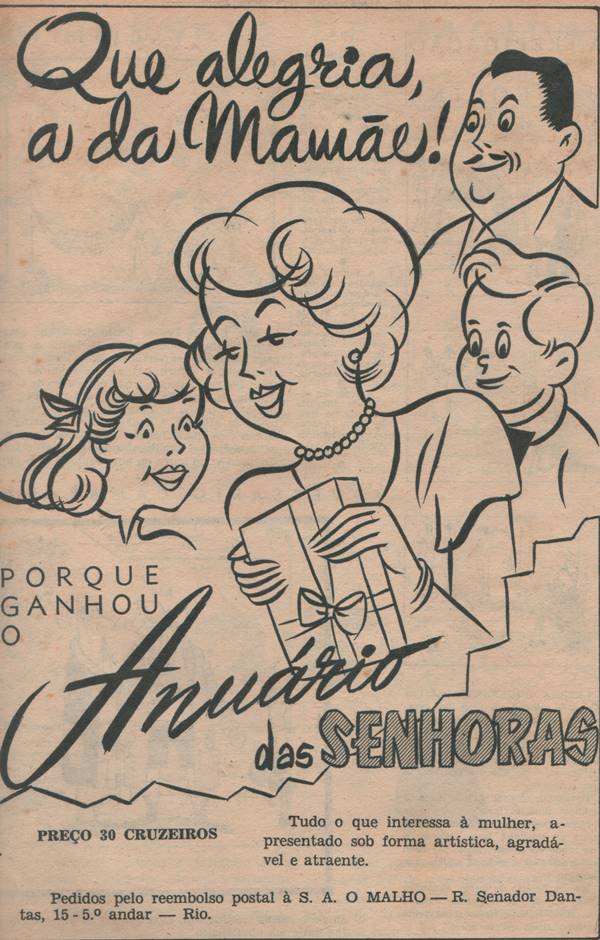 Que alegria,
a da Mamãe!
PORQUE
GANHOU
O
Anuário
das SENHORAS
PREÇO 30 CRUZEIROS
Tudo o que interessa à mulher, a-
presentado sob forma artística, agradá-
vel e atraente.
Pedidos pelo reembolso postal à S. A. O MALHO — R. Senador Dan-
tas, 15 - 5.º andar — Rio.